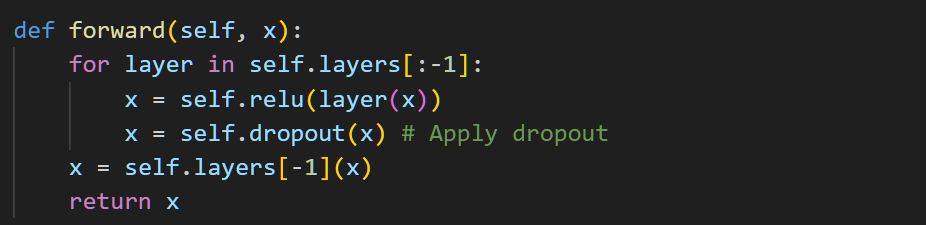 def forward(self, x):
    for layer in self.layers[:-1]:
        x = self.relu(layer(x))
        x = self.dropout(x) # Apply dropout
    x = self.layers[-1](x)
    return x